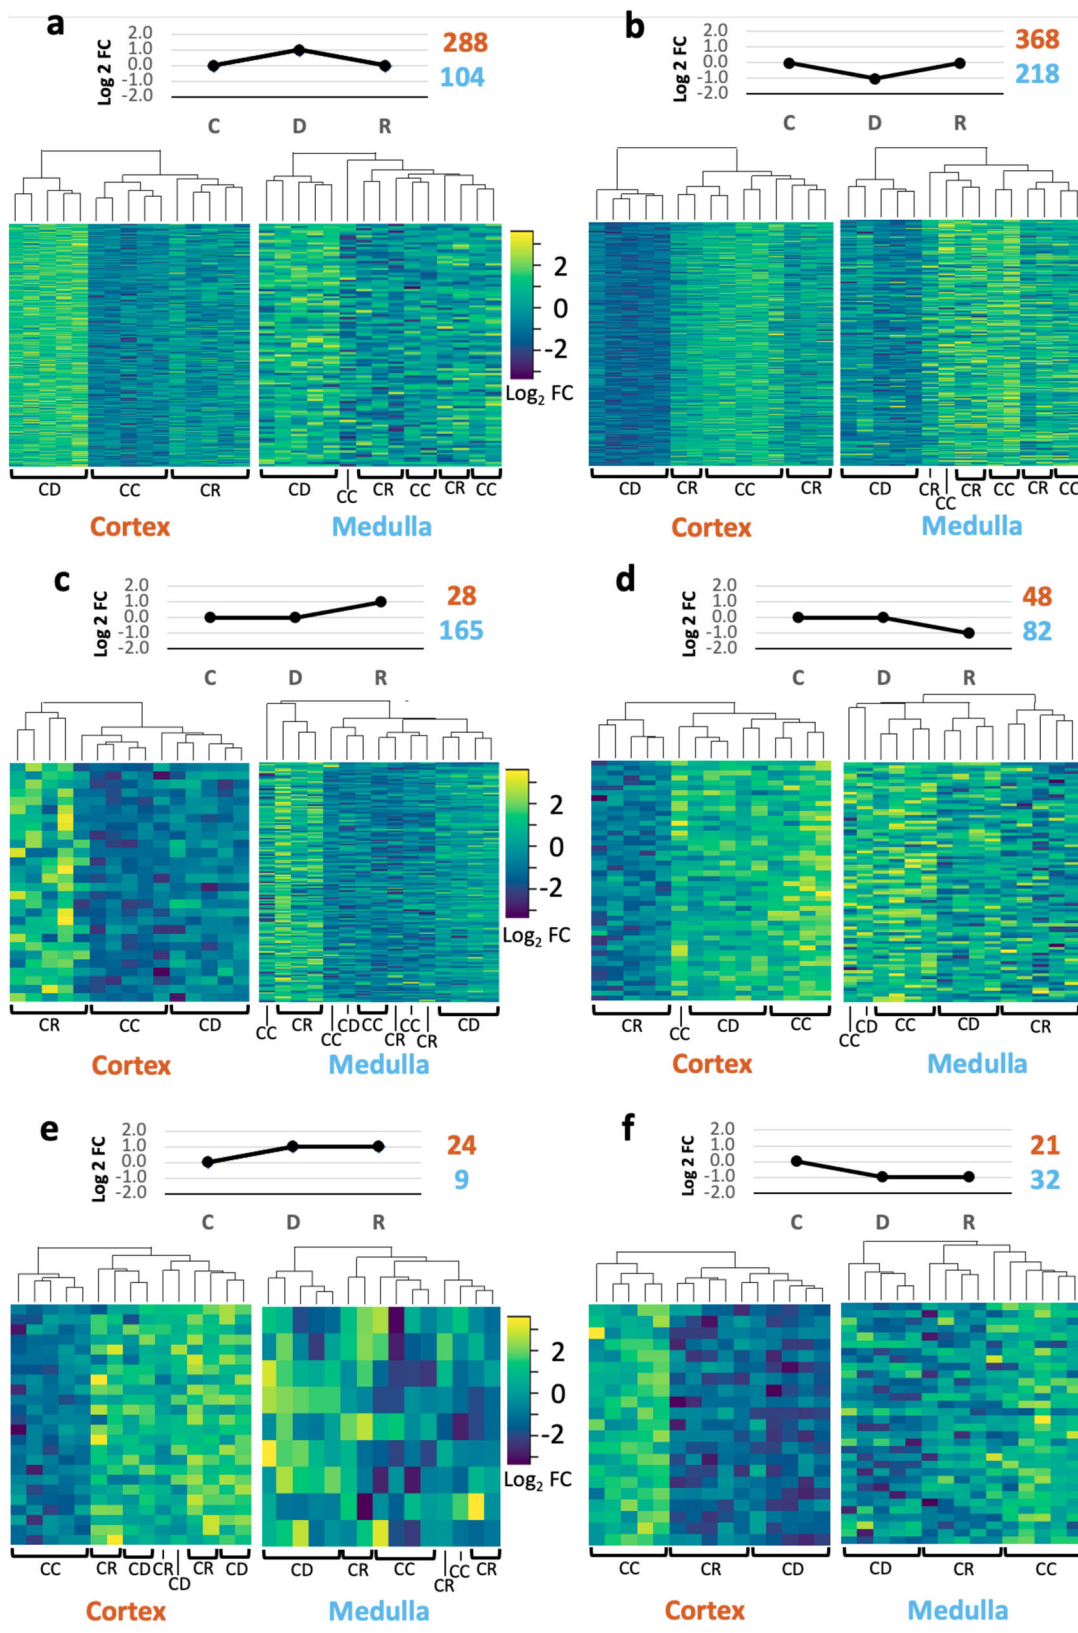 a
Log 2 FC
2.0
1.0
0.0
-1.0
-2.0
288
104
C D R
2
0
-2
Log2 FC
CD CC CR
CD CC CR CC CR CC
Cortex Medulla
b
Log 2 FC
2.0
1.0
0.0
-1.0
-2.0
368
218
C D R
CD CR CC CR
CD CR CC CR CC CR CC
Cortex Medulla
c
Log 2 FC
2.0
1.0
0.0
-1.0
-2.0
28
165
C D R
2
0
-2
Log2 FC
CR CC CD
CC CR CC CD CC CR CC CR CD
Cortex Medulla
d
Log 2 FC
2.0
1.0
0.0
-1.0
-2.0
48
82
C D R
CR CC CD CC
CC CD CC CD CR
Cortex Medulla
e
Log 2 FC
2.0
1.0
0.0
-1.0
-2.0
24
9
C D R
2
0
-2
Log2 FC
CC CR CD CR CD CR CD
CD CR CC CR CC CR
Cortex Medulla
f
Log 2 FC
2.0
1.0
0.0
-1.0
-2.0
21
32
C D R
CC CR CD
CD CR CC
Cortex Medulla